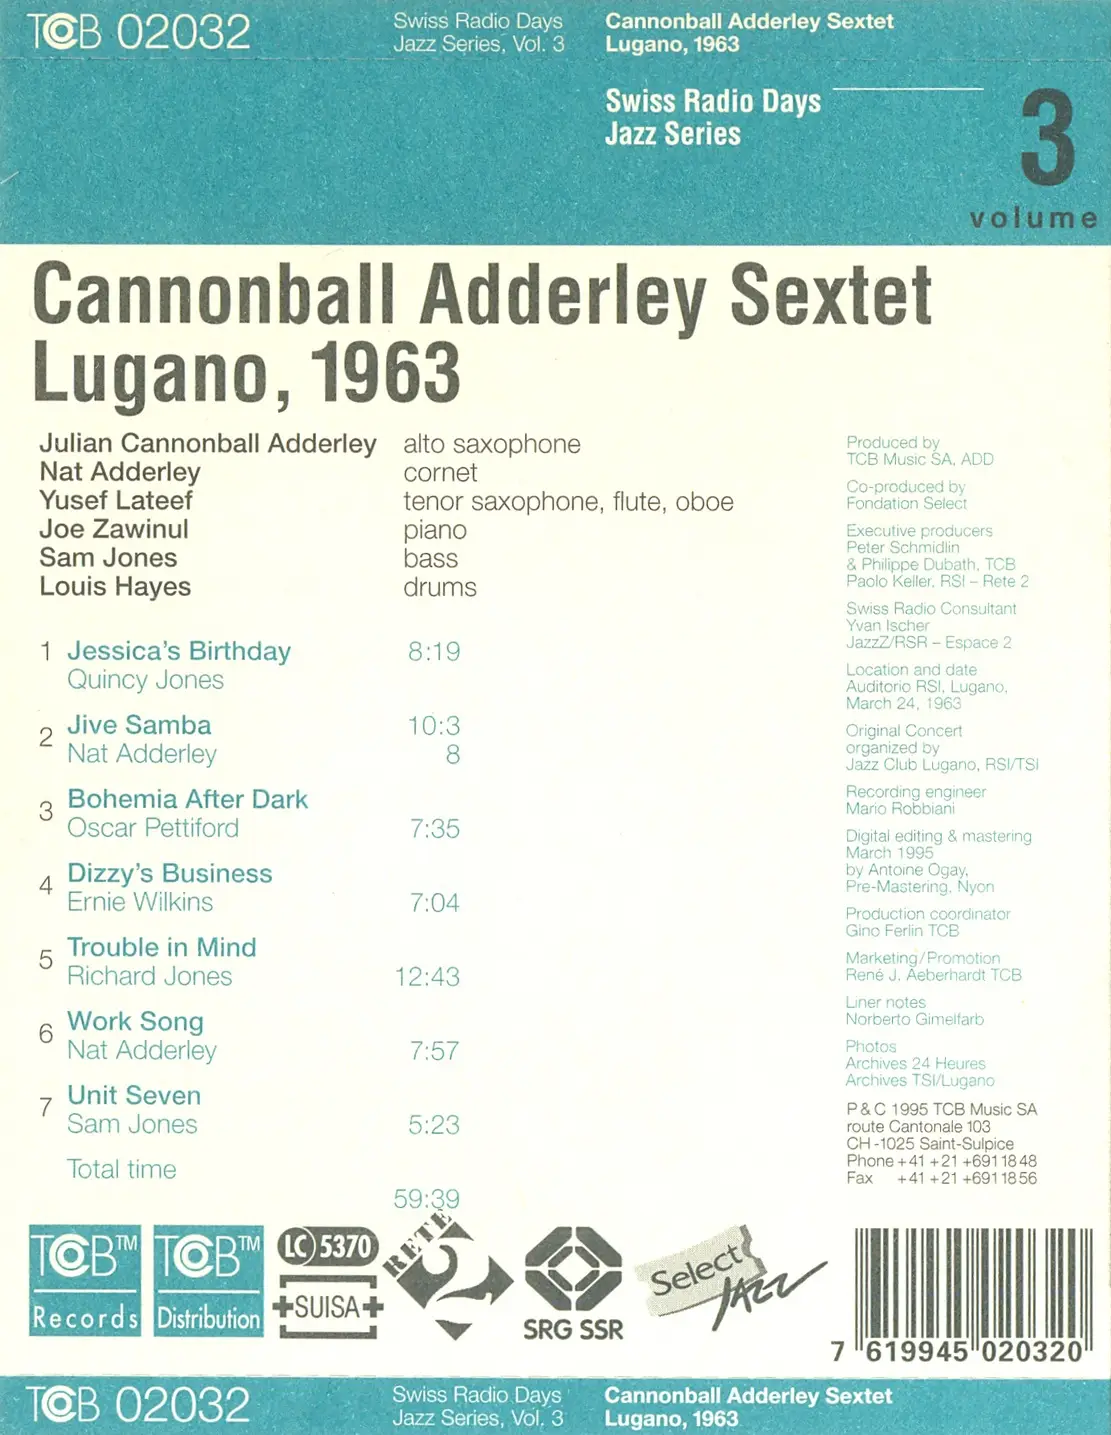 TCB 02032
Swiss Radio Days
Jazz Series, Vol. 3
Cannonball Adderley Sextet
Lugano, 1963
Swiss Radio Days
Jazz Series
3
volume
Cannonball Adderley Sextet
Lugano, 1963
Julian Cannonball Adderley alto saxophone
Nat Adderley cornet
Yusef Lateef tenor saxophone, flute, oboe
Joe Zawinul piano
Sam Jones bass
Louis Hayes drums
1 Jessica's Birthday 8:19
Quincy Jones
2 Jive Samba 10:3
Nat Adderley 8
3 Bohemia After Dark
Oscar Pettiford 7:35
4 Dizzy's Business
Ernie Wilkins 7:04
5 Trouble in Mind
Richard Jones 12:43
6 Work Song
Nat Adderley 7:57
7 Unit Seven
Sam Jones 5:23
Total time
59:39
Produced by
TCB Music SA, ADD
Co-produced by
Fondation Select
Executive producers
Peter Schmidlin
& Philippe Dubath, TCB
Paolo Keller, RSI – Rete 2
Swiss Radio Consultant
Yvan Ischer
JazzZ/RSR – Espace 2
Location and date
Auditorio RSI, Lugano,
March 24, 1963
Original Concert
organized by
Jazz Club Lugano, RSI/TSI
Recording engineer
Mario Robbiani
Digital editing & mastering
March 1995
by Antoine Ogay,
Pre-Mastering, Nyon
Production coordinator
Gino Ferlin TCB
Marketing/Promotion
René J. Aeberhardt TCB
Liner notes
Norberto Gimelfarb
Photos
Archives 24 Heures
Archives TSI/Lugano
P & C 1995 TCB Music SA
route Cantonale 103
CH -1025 Saint-Sulpice
Phone +41 +21 +691 18 48
Fax +41 +21 +691 18 56
TCB™
Records
TCB™
Distribution
LC 5370
SUISA
RETE
2
SRG SSR
Select
JAZZ
7 619945 020320
TCB 02032
Swiss Radio Days
Jazz Series, Vol. 3
Cannonball Adderley Sextet
Lugano, 1963